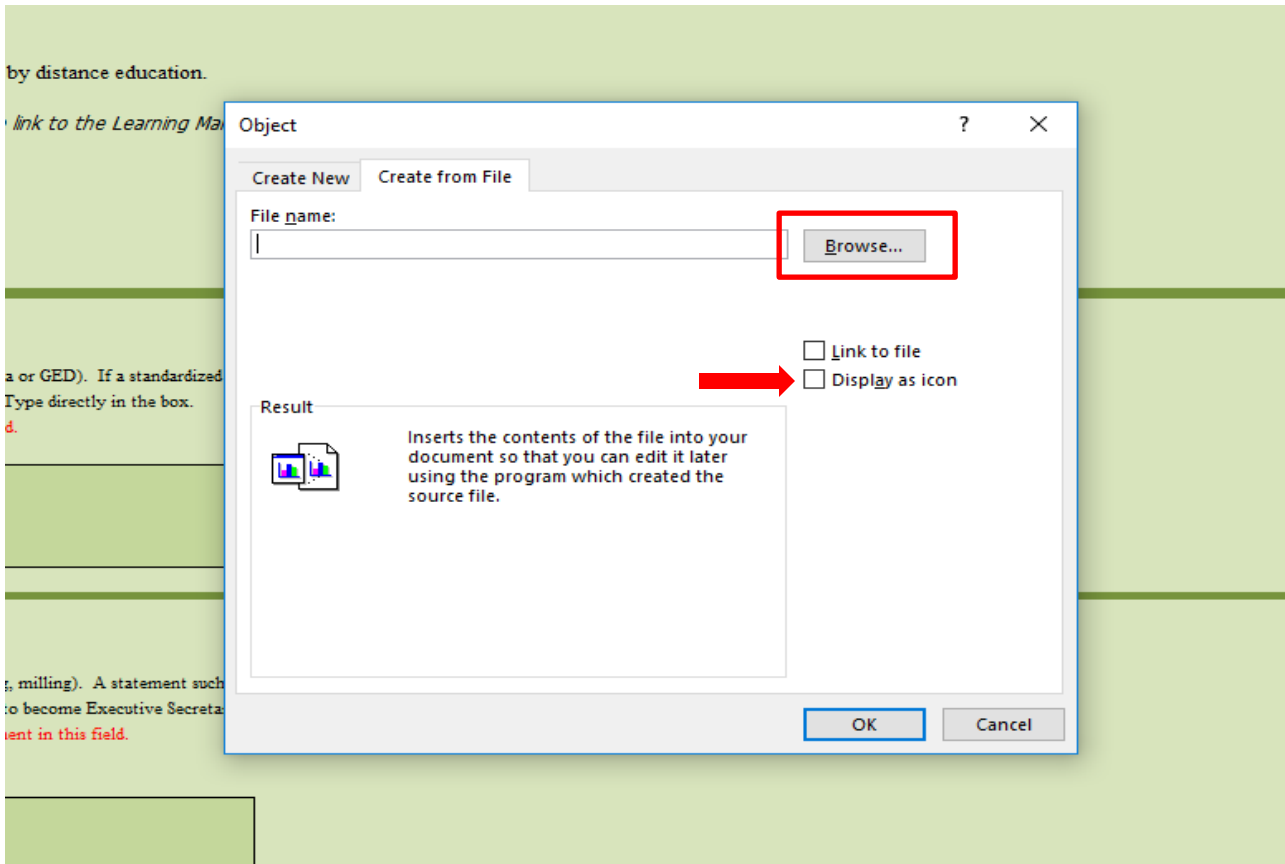 by distance education.
link to the Learning Ma
Object
?
Create New
Create from File
File name:
Browse...
Link to file
Display as icon
a or GED). If a standardized
Type directly in the box.
d.
Result
Inserts the contents of the file into your
document so that you can edit it later
using the program which created the
source file.
, milling). A statement such
to become Executive Secreta
ent in this field.
OK
Cancel